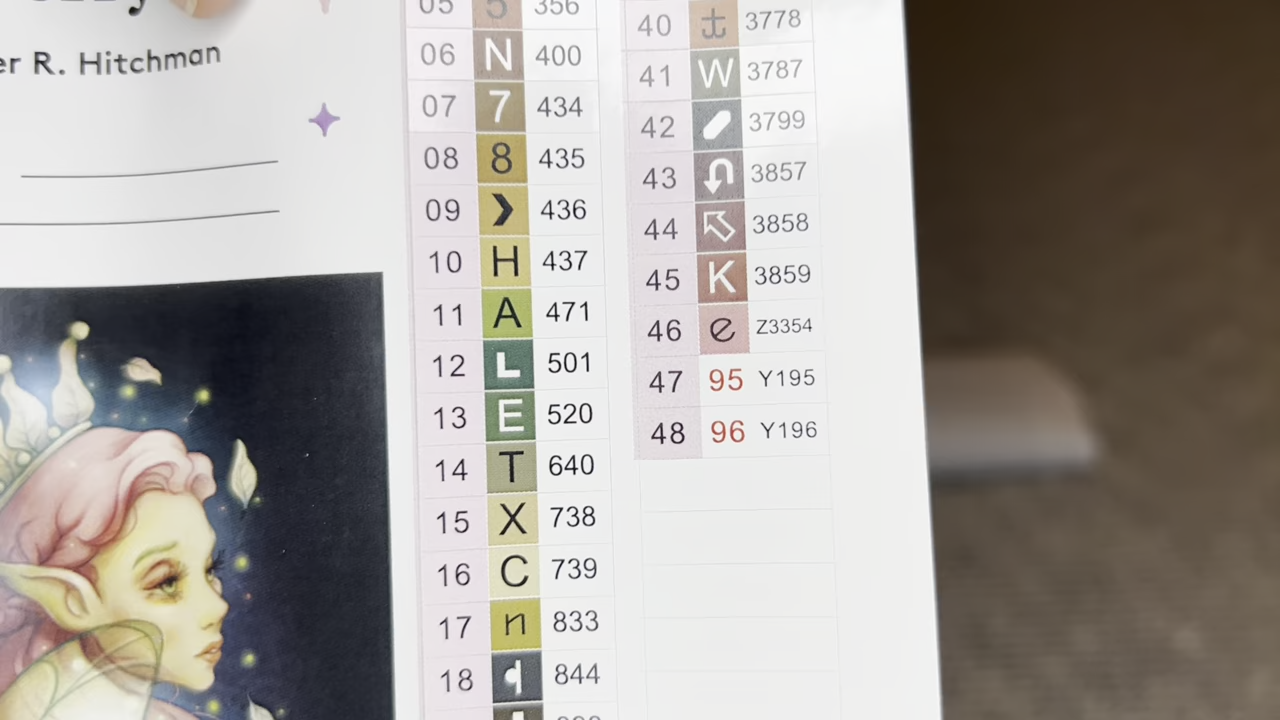 er R. Hitchman
05 5 356
06 N 400
07 7 434
08 8 435
09 436
10 H 437
11 A 471
12 L 501
13 E 520
14 T 640
15 X 738
16 C 739
17 n 833
18 844
40 3778
41 W 3787
42 3799
43 3857
44 3858
45 K 3859
46 e Z3354
47 95 Y195
48 96 Y196